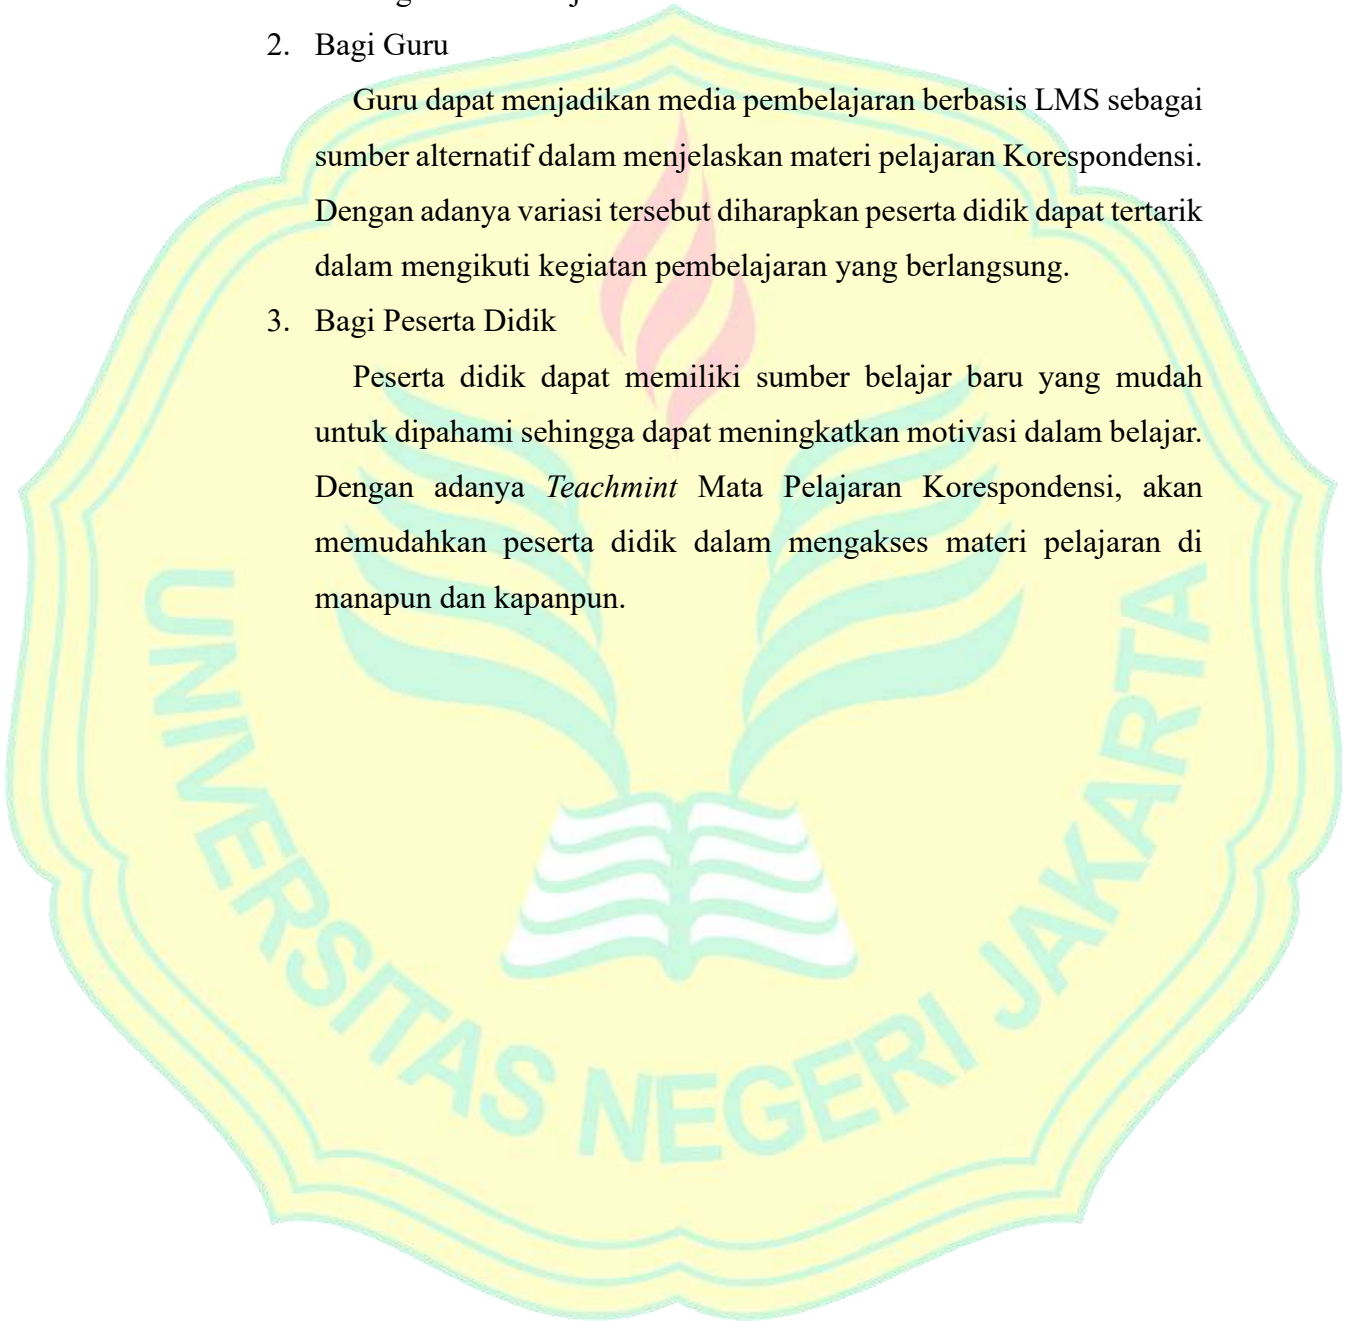 2. Bagi Guru
Guru dapat menjadikan media pembelajaran berbasis LMS sebagai
sumber alternatif dalam menjelaskan materi pelajaran Korespondensi.
Dengan adanya variasi tersebut diharapkan peserta didik dapat tertarik
dalam mengikuti kegiatan pembelajaran yang berlangsung.
3. Bagi Peserta Didik
Peserta didik dapat memiliki sumber belajar baru yang mudah
untuk dipahami sehingga dapat meningkatkan motivasi dalam belajar.
Dengan adanya Teachmint Mata Pelajaran Korespondensi, akan
memudahkan peserta didik dalam mengakses materi pelajaran di
manapun dan kapanpun.
UNIVERSITAS NEGERI JAKARTA